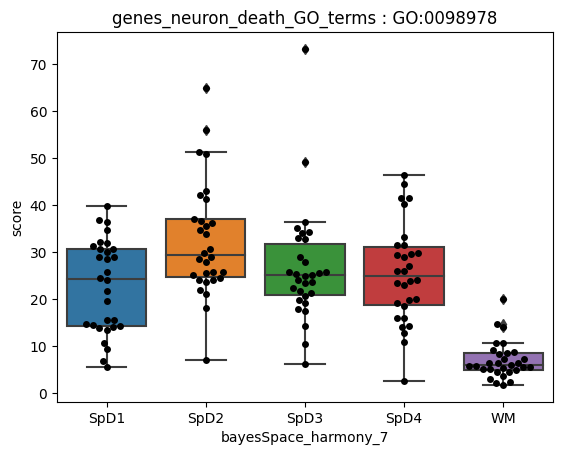 genes_neuron_death_GO_terms : GO:0098978
score
70
60
50
40
30
20
10
0
SpD1 SpD2 SpD3 SpD4 WM
bayesSpace_harmony_7